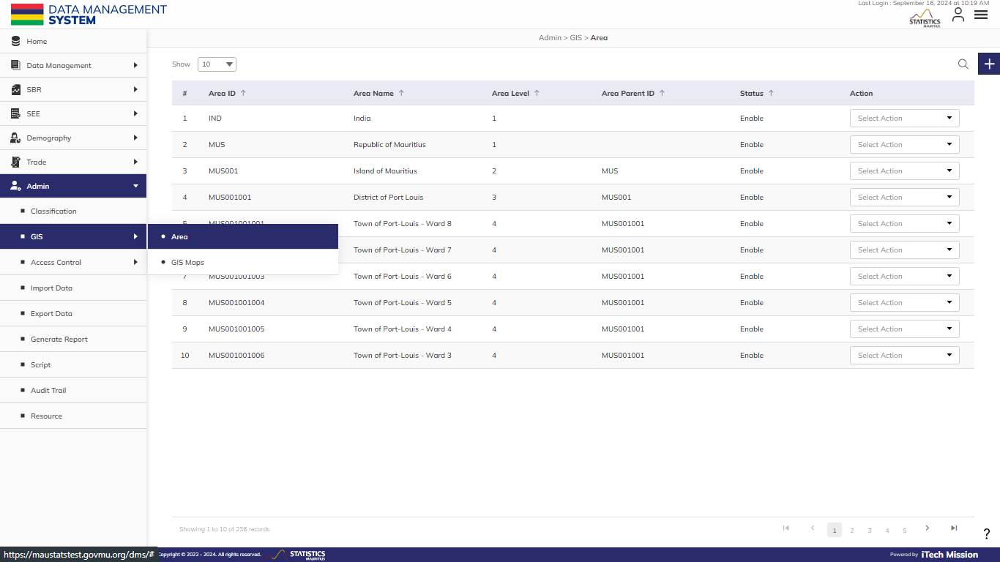 DATA MANAGEMENT
SYSTEM
Last Login : September 16, 2024 at 10:19 AM
STATISTICS
MAURITIUS
Admin > GIS > Area
Home
Data Management
SBR
SEE
Demography
Trade
Admin
Classification
GIS
Access Control
Import Data
Export Data
Generate Report
Script
Audit Trail
Resource
Area
GIS Maps
Show 10
# Area ID Area Name Area Level Area Parent ID Status Action
1 IND India 1 Enable Select Action
2 MUS Republic of Mauritius 1 Enable Select Action
3 MUS001 Island of Mauritius 2 MUS Enable Select Action
4 MUS001001 District of Port Louis 3 MUS001 Enable Select Action
5 MUS001001001 Town of Port-Louis - Ward 8 4 MUS001001 Enable Select Action
Town of Port-Louis - Ward 7 4 MUS001001 Enable Select Action
7 MUS001001003 Town of Port-Louis - Ward 6 4 MUS001001 Enable Select Action
8 MUS001001004 Town of Port-Louis - Ward 5 4 MUS001001 Enable Select Action
9 MUS001001005 Town of Port-Louis - Ward 4 4 MUS001001 Enable Select Action
10 MUS001001006 Town of Port-Louis - Ward 3 4 MUS001001 Enable Select Action
Showing 1 to 10 of 236 records
1 2 3 4 5
?
https://maustatstest.govmu.org/dms/#
Copyright © 2022 - 2024. All rights reserved.
STATISTICS
MAURITIUS
Powered by iTech Mission